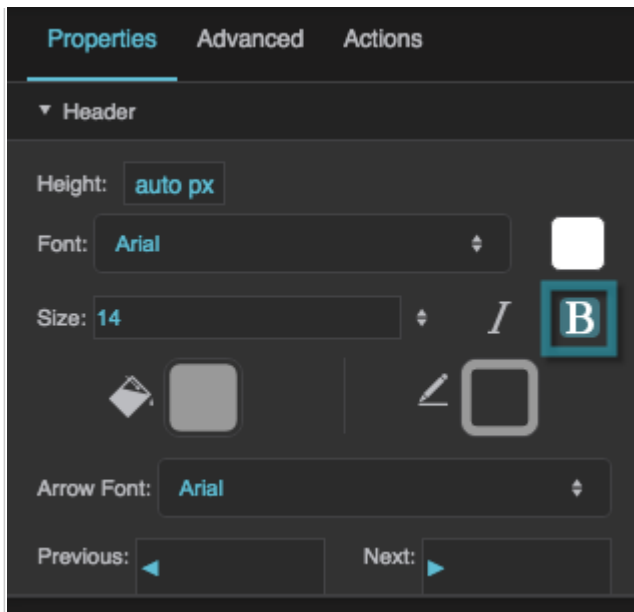 Properties Advanced Actions
▼ Header
Height: auto px
Font: Arial
Size: 14 I B
Arrow Font: Arial
Previous: ◀ Next: ▶